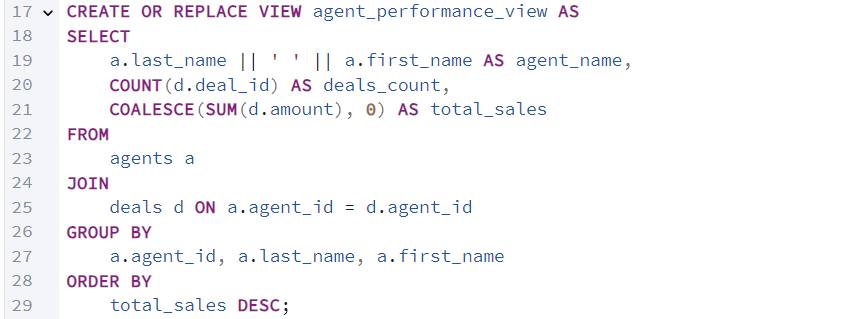 17 CREATE OR REPLACE VIEW agent_performance_view AS
18 SELECT
19     a.last_name || ' ' || a.first_name AS agent_name,
20     COUNT(d.deal_id) AS deals_count,
21     COALESCE(SUM(d.amount), 0) AS total_sales
22 FROM
23     agents a
24 JOIN
25     deals d ON a.agent_id = d.agent_id
26 GROUP BY
27     a.agent_id, a.last_name, a.first_name
28 ORDER BY
29     total_sales DESC;